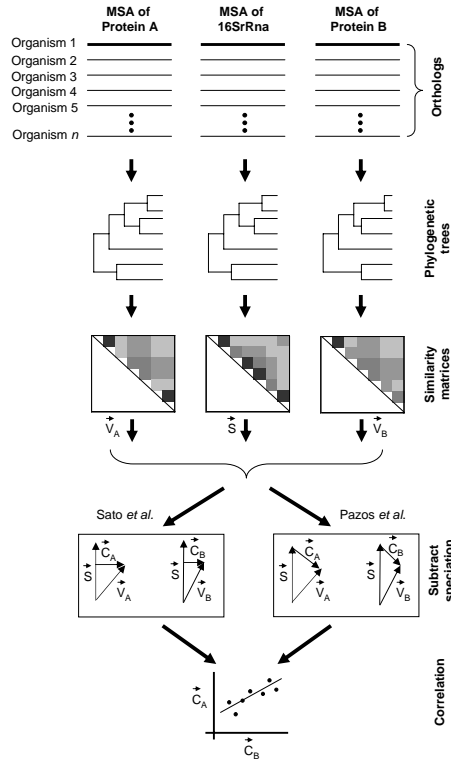 MSA of
Protein A
MSA of
16SrRna
MSA of
Protein B
Organism 1
Organism 2
Organism 3
Organism 4
Organism 5
Organism n
Orthologs
Phylogenetic
trees
Similarity
matrices
V_A
S
V_B
Sato et al.
Pazos et al.
C_A
S
V_A
C_B
S
V_B
C_A
S
V_A
C_B
S
V_B
Subtract
speciation
C_A
C_B
Correlation